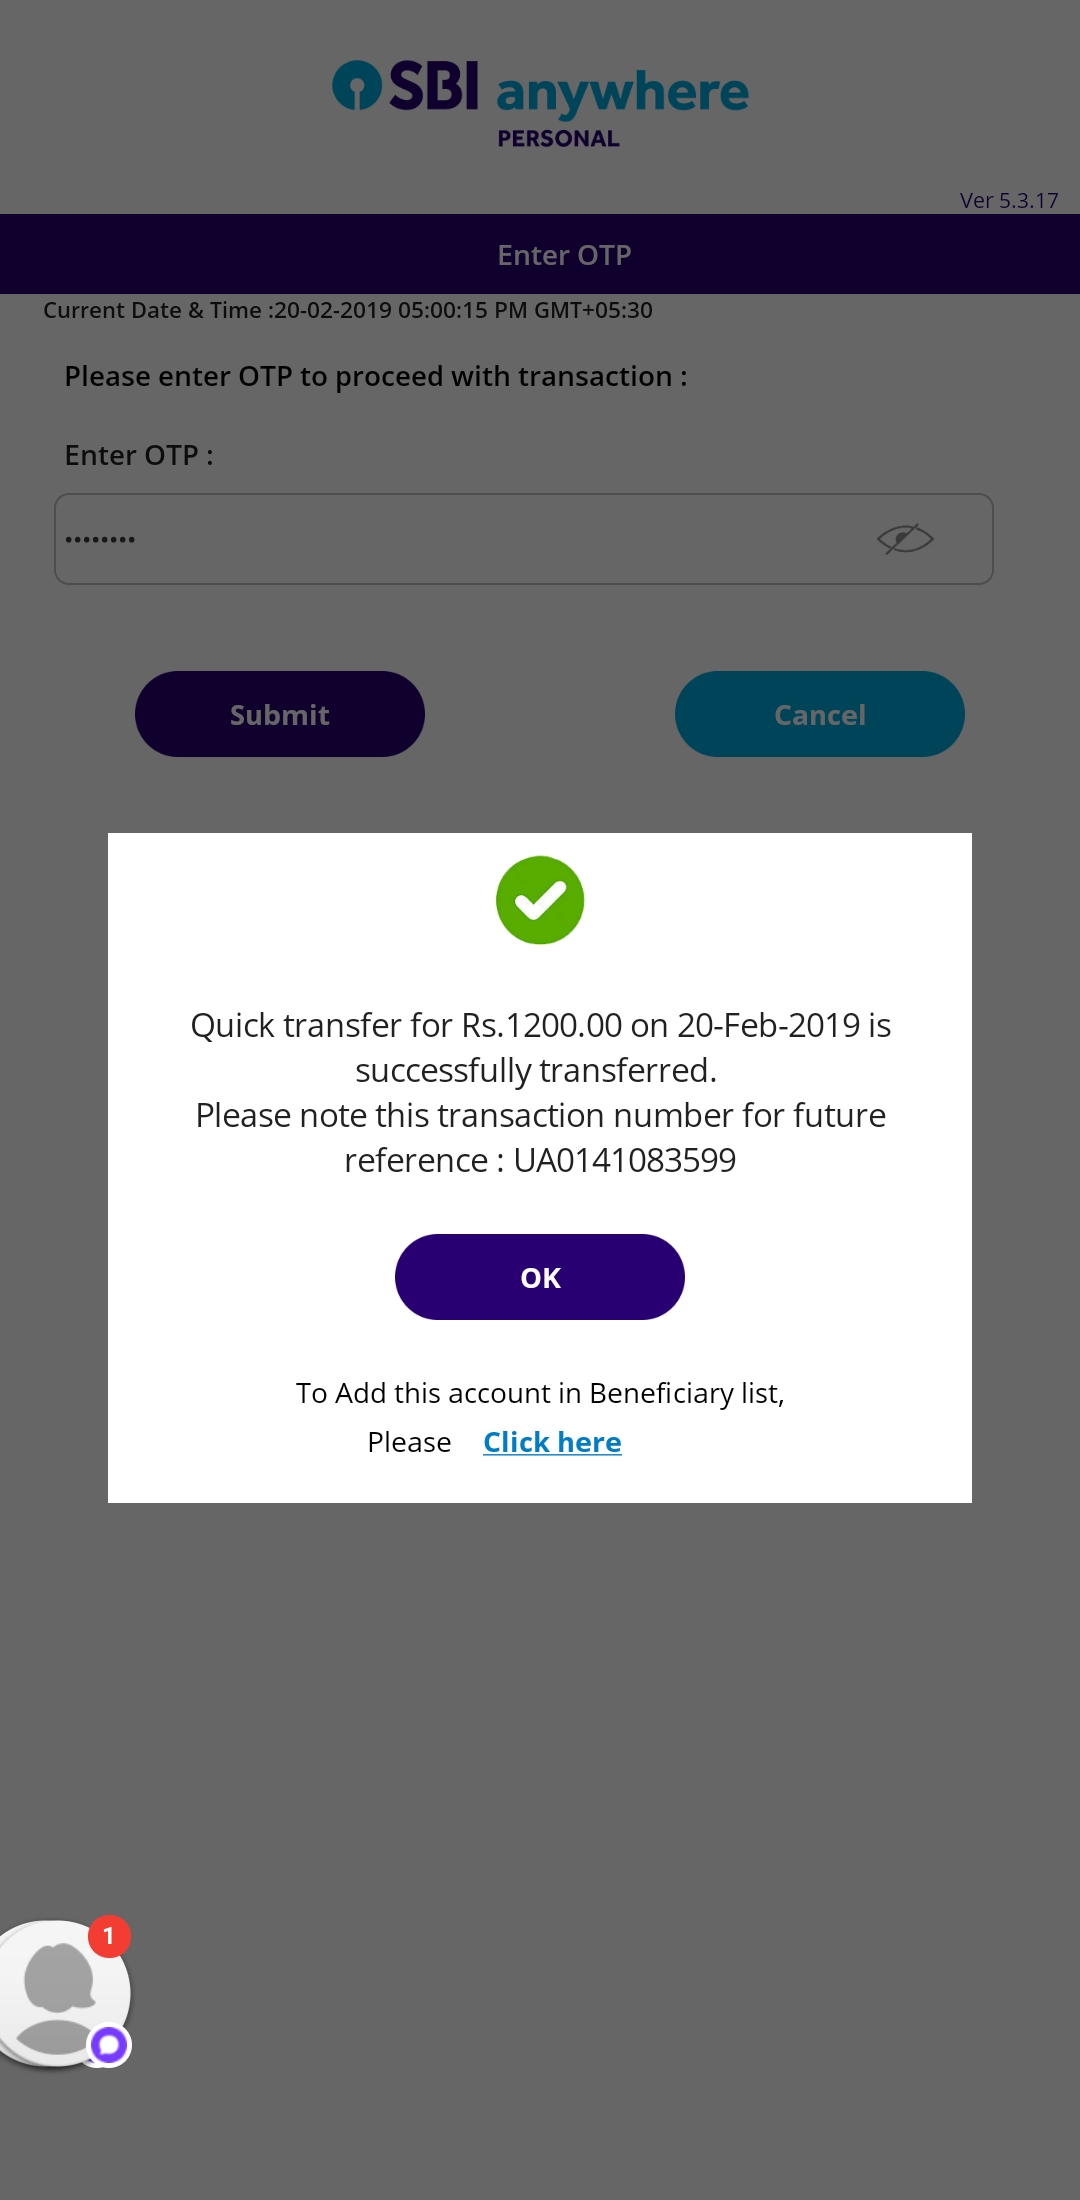 SBI anywhere
PERSONAL
Ver 5.3.17
Enter OTP
Current Date & Time :20-02-2019 05:00:15 PM GMT+05:30
Please enter OTP to proceed with transaction :
Enter OTP :
••••••••
Submit
Cancel
Quick transfer for Rs.1200.00 on 20-Feb-2019 is
successfully transferred.
Please note this transaction number for future
reference : UA0141083599
OK
To Add this account in Beneficiary list,
Please Click here
1